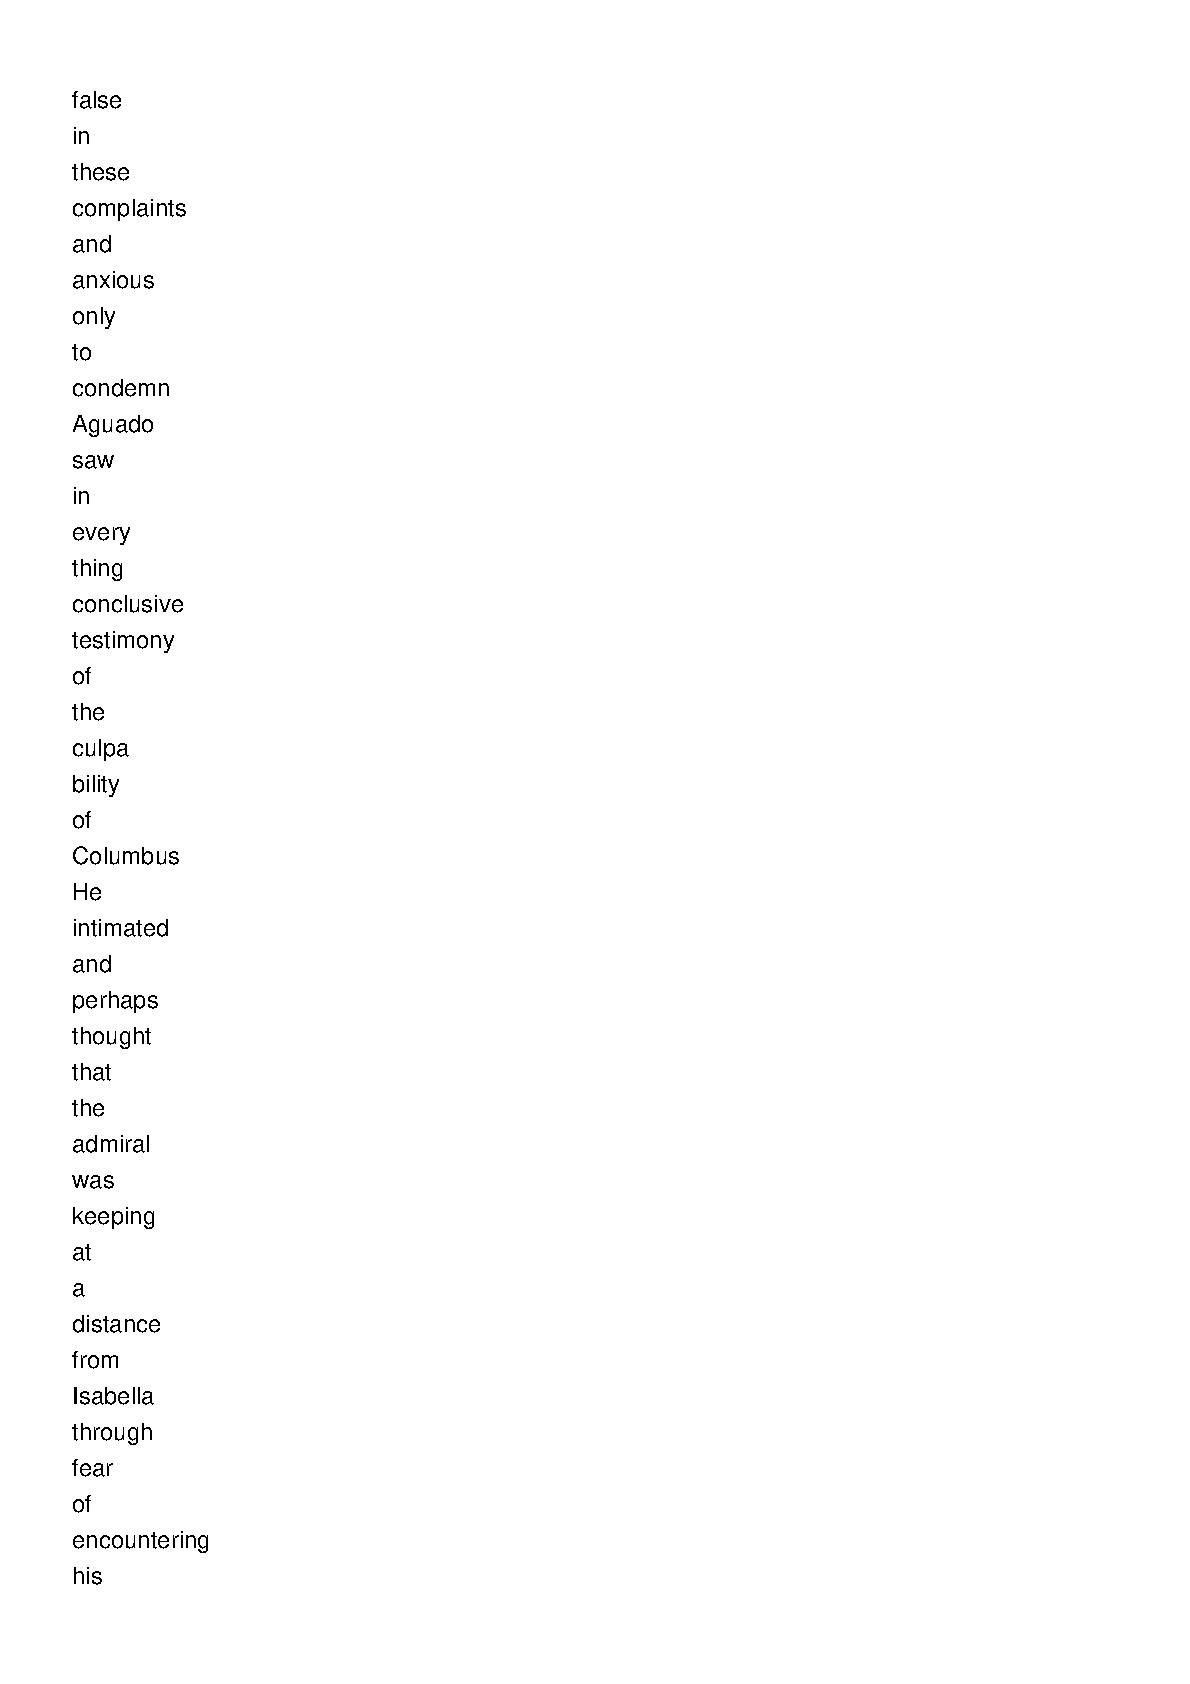 false
in
these
complaints
and
anxious
only
to
condemn
Aguado
saw
in
every
thing
conclusive
testimony
of
the
culpa
bility
of
Columbus
He
intimated
and
perhaps
thought
that
the
admiral
was
keeping
at
a
distance
from
Isabella
through
fear
of
encountering
his